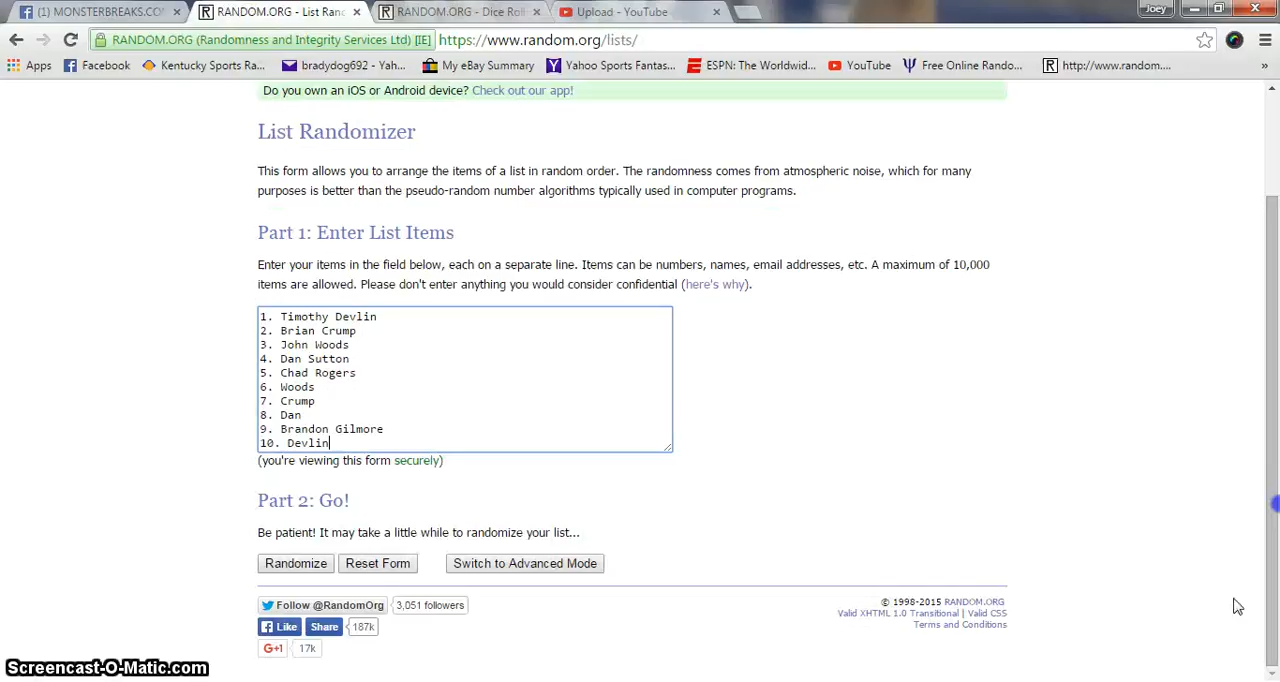 (1) MONSTERBREAKS.CO
RANDOM.ORG - List Ran
RANDOM.ORG - Dice Roll
Upload - YouTube
Joey
RANDOM.ORG (Randomness and Integrity Services Ltd) [IE]
https://www.random.org/lists/
Apps
Facebook
Kentucky Sports Ra...
bradydog692 - Yah...
My eBay Summary
Yahoo Sports Fantas...
ESPN: The Worldwid...
YouTube
Free Online Rando...
http://www.random....
»
Do you own an iOS or Android device? Check out our app!
List Randomizer
This form allows you to arrange the items of a list in random order. The randomness comes from atmospheric noise, which for many
purposes is better than the pseudo-random number algorithms typically used in computer programs.
Part 1: Enter List Items
Enter your items in the field below, each on a separate line. Items can be numbers, names, email addresses, etc. A maximum of 10,000
items are allowed. Please don't enter anything you would consider confidential (here's why).
1. Timothy Devlin
2. Brian Crump
3. John Woods
4. Dan Sutton
5. Chad Rogers
6. Woods
7. Crump
8. Dan
9. Brandon Gilmore
10. Devlin
(you're viewing this form securely)
Part 2: Go!
Be patient! It may take a little while to randomize your list...
Randomize
Reset Form
Switch to Advanced Mode
Follow @RandomOrg
3,051 followers
Like
Share
187k
G+1
17k
© 1998-2015 RANDOM.ORG
Valid XHTML 1.0 Transitional | Valid CSS
Terms and Conditions
Screencast-O-Matic.com